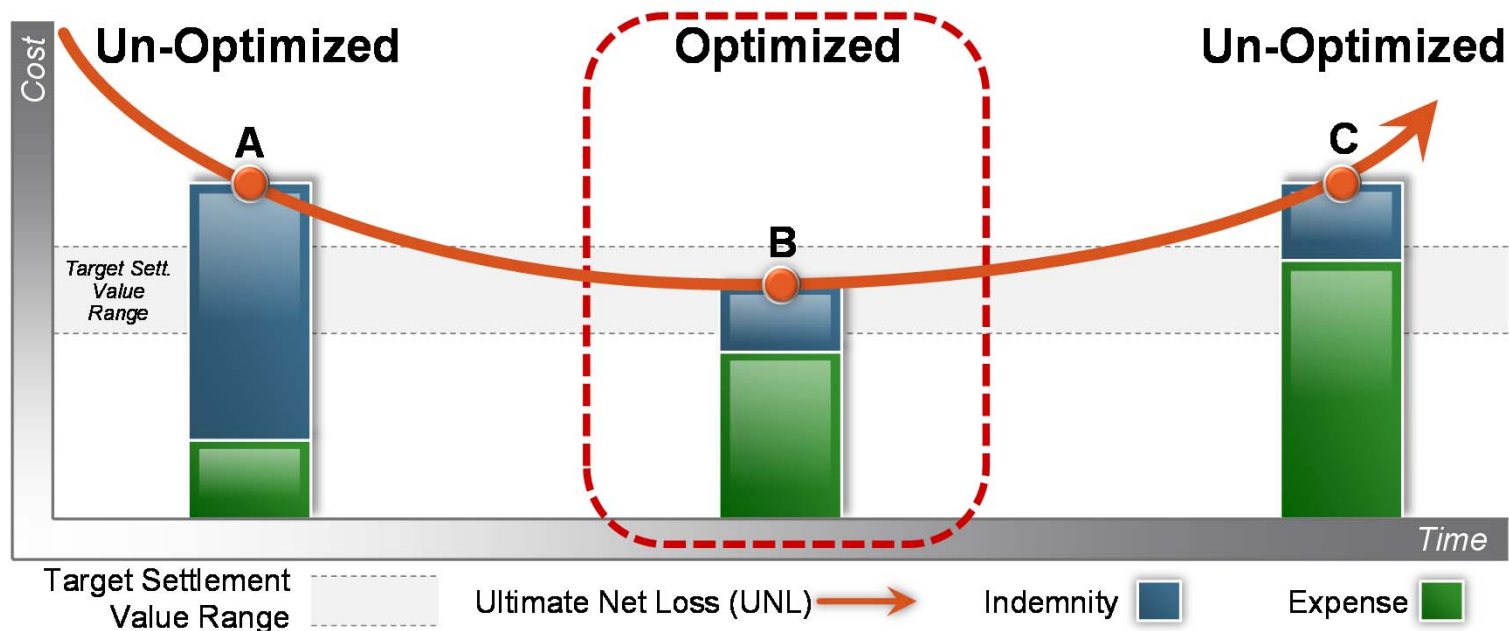 Cost
Un-Optimized
Optimized
Un-Optimized
A
B
C
Target Sett.
Value
Range
Time
Target Settlement
Value Range
Ultimate Net Loss (UNL)
Indemnity
Expense